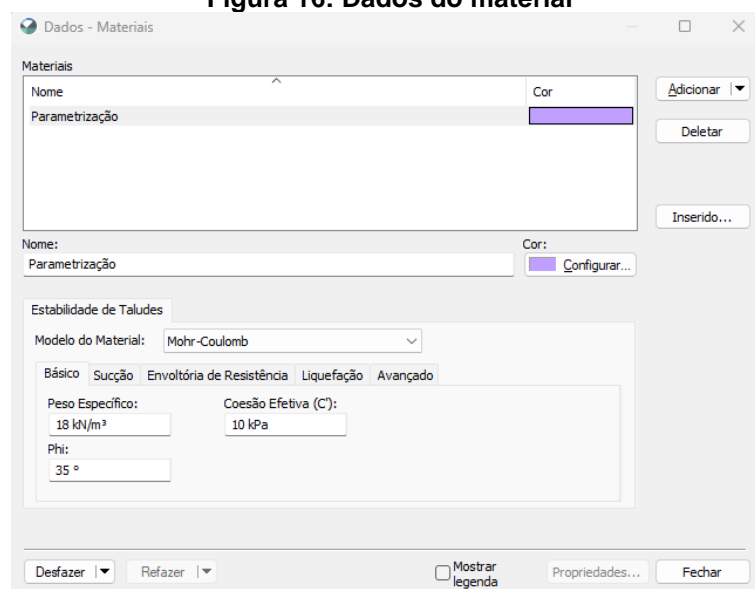 Figura 16: Dados do material
Dados - Materiais
Materiais
Nome Cor
Adicionar
Parametrização
Deletar
Inserido...
Nome: Cor:
Parametrização Configurar...
Estabilidade de Taludes
Modelo do Material: Mohr-Coulomb
Básico Sucção Envoltória de Resistência Liquefação Avançado
Peso Específico: Coesão Efetiva (C'):
18 kN/m³ 10 kPa
Phi:
35 º
Desfazer Refazer Mostrar legenda Propriedades... Fechar